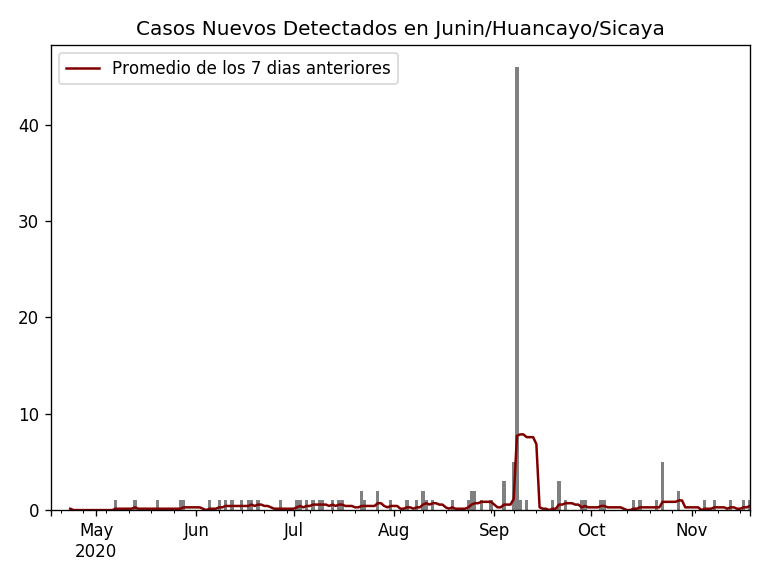 Casos Nuevos Detectados en Junin/Huancayo/Sicaya
Promedio de los 7 dias anteriores
40
30
20
10
0
May Jun Jul Aug Sep Oct Nov
2020